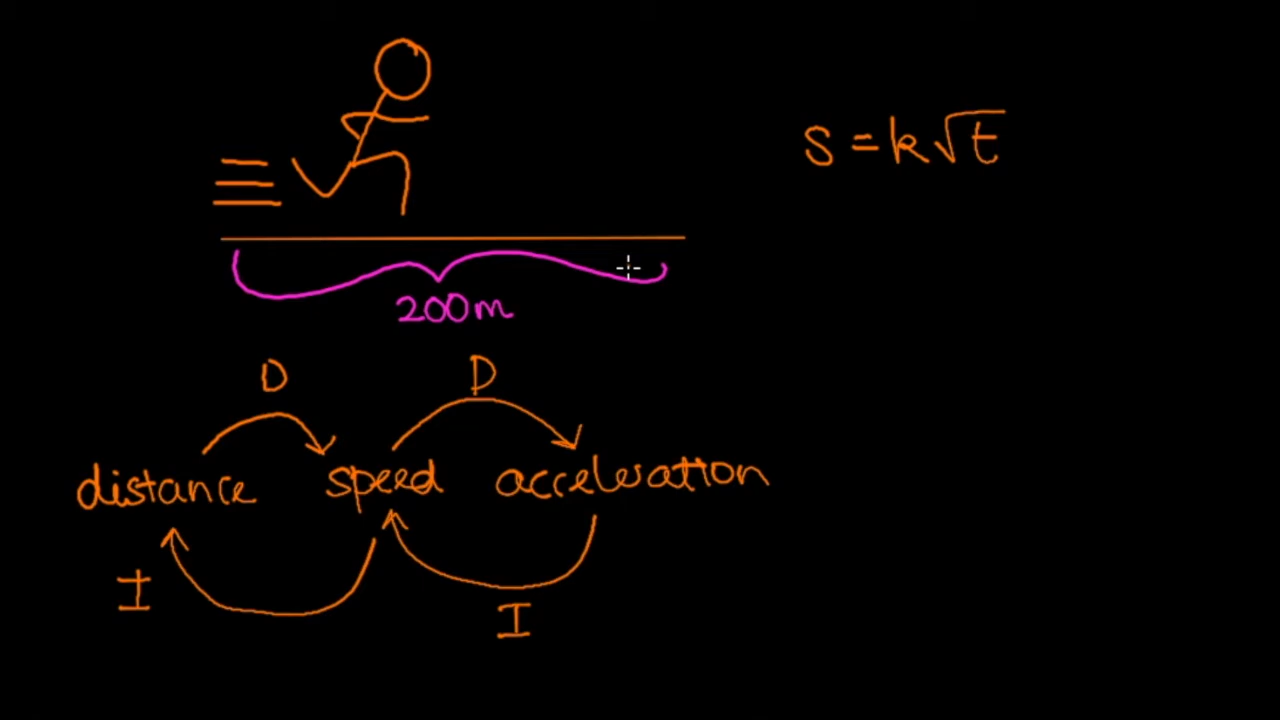 s = k√t
200m
D D
distance speed acceleration
I I